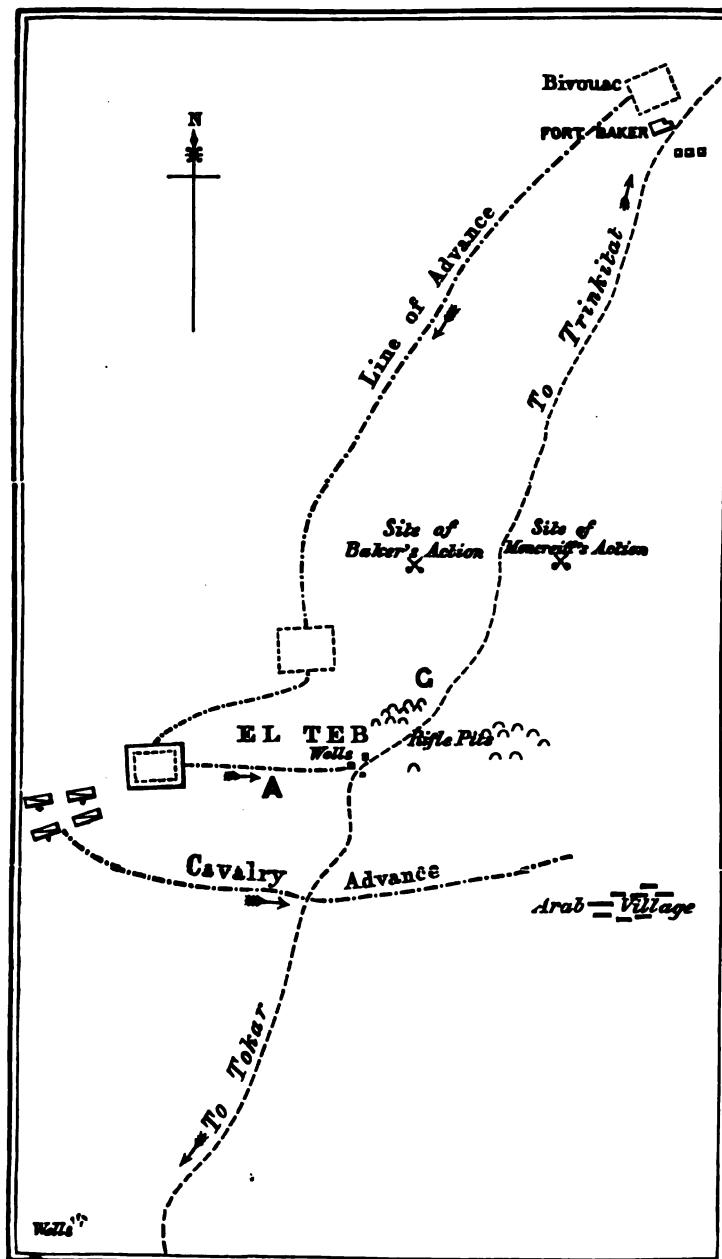 Bivouac
FORT BAKER
N
Line of Advance
To Trinkitat
Site of
Baker's Action
Site of
Moncreiff's Action
C
EL TEB
Wells
Rifle Pits
A
Cavalry Advance
Arab Village
To Tokar
Wells